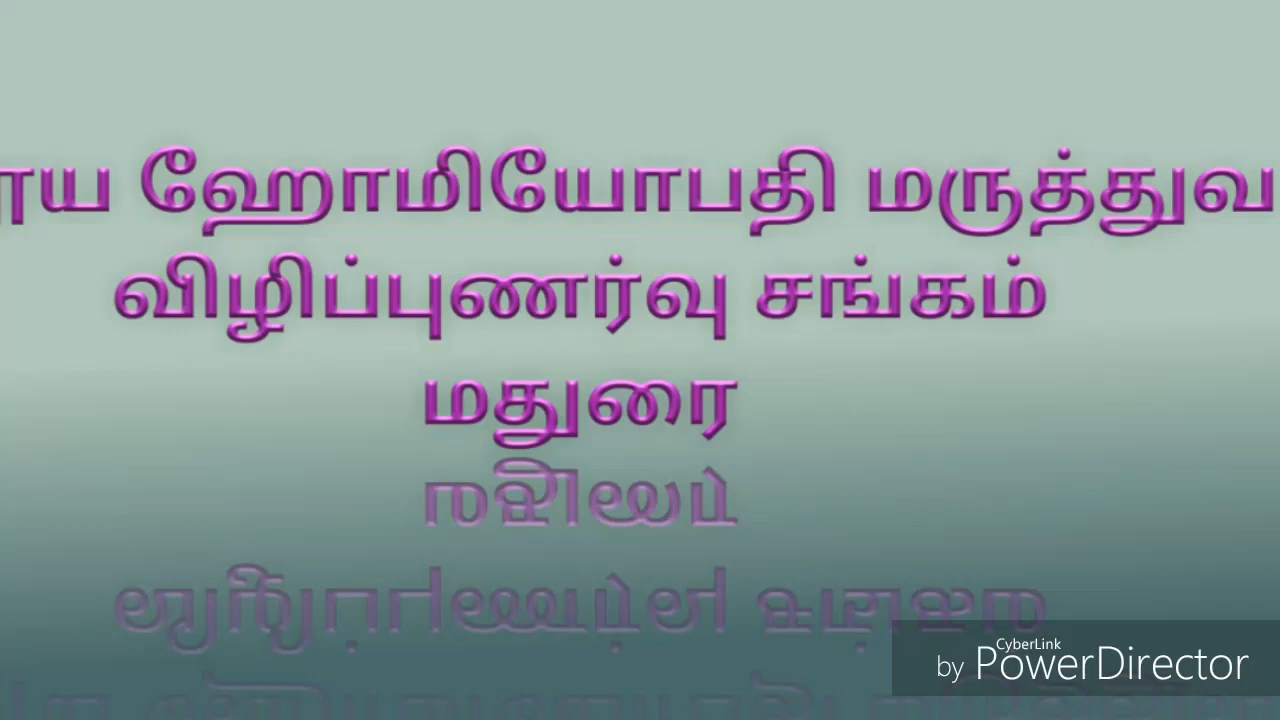 ஹோமியோபதி மருத்துவ
விழிப்புணர்வு சங்கம்
மதுரை
CyberLink
by PowerDirector